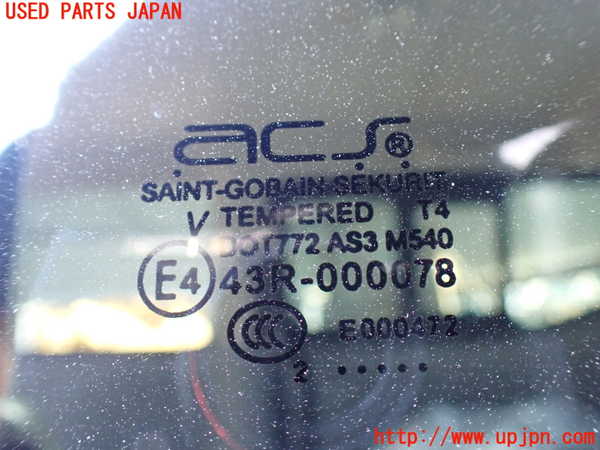 USED PARTS JAPAN
acs®
SAINT-GOBAIN SEKURIT
V TEMPERED T4
DOT772 AS3 M540
E4 43R-000078
CCC E000472
2 .....
http://www.upjpn.com